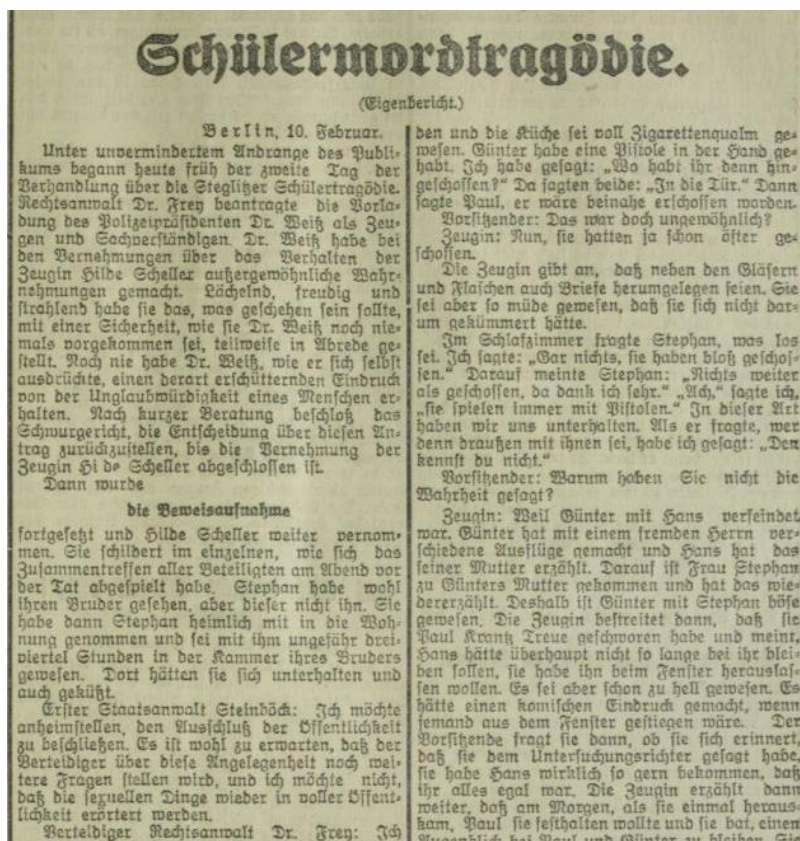 Schülermordtragödie.
(Eigenbericht.)
Berlin, 10. Februar.
Unter unvermindertem Andrange des Publi-
kums begann heute früh der zweite Tag der
Verhandlung über die Steglitzer Schülertragödie.
Rechtsanwalt Dr. Frey beantragte die Vorla-
dung des Polizeipräsidenten Dr. Weiß als Zeu-
gen und Sachverständigen. Dr. Weiß habe bei
den Vernehmungen über das Verhalten der
Zeugin Hilde Scheller außergewöhnliche Wahr-
nehmungen gemacht. Lächelnd, freudig und
strahlend habe sie das, was geschehen sein sollte,
mit einer Sicherheit, wie sie Dr. Weiß noch nie-
mals vorgekommen sei, teilweise in Abrede ge-
stellt. Noch nie habe Dr. Weiß, wie er sich selbst
ausdrückte, einen derart erschütternden Eindruck
von der Unglaubwürdigkeit eines Menschen er-
halten. Nach kurzer Beratung beschloß das
Schwurgericht, die Entscheidung über diesen An-
trag zurückzustellen, bis die Vernehmung der
Zeugin Hi de Scheller abgeschlossen ist.
Dann wurde
die Beweisaufnahme
fortgesetzt und Hilde Scheller weiter vernom-
men. Sie schildert im einzelnen, wie sich das
Zusammentreffen aller Beteiligten am Abend vor
der Tat abgespielt habe. Stephan habe wohl
ihren Bruder gesehen, aber dieser nicht ihn. Sie
habe dann Stephan heimlich mit in die Woh-
nung genommen und sei mit ihm ungefähr drei-
viertel Stunden in der Kammer ihres Bruders
gewesen. Dort hätten sie sich unterhalten und
auch geküßt.
Erster Staatsanwalt Steinböck: Ich möchte
anheimstellen, den Ausschluß der Öffentlichkeit
zu beschließen. Es ist wohl zu erwarten, daß der
Verteidiger über diese Angelegenheit noch wei-
tere Fragen stellen wird, und ich möchte nicht,
daß die sexuellen Dinge wieder in voller Öffent-
lichkeit erörtert werden.
Verteidiger Rechtsanwalt Dr. Frey: Ich
den und die Küche sei voll Zigarettenqualm ge-
wesen. Günter habe eine Pistole in der Hand ge-
habt. Ich habe gesagt: „Wo habt ihr denn hin-
geschossen?“ Da sagten beide: „In die Tür.“ Dann
sagte Paul, er wäre beinahe erschossen worden.
Vorsitzender: Das war doch ungewöhnlich?
Zeugin: Nun, sie hatten ja schon öfter ge-
schossen.
Die Zeugin gibt an, daß neben den Gläsern
und Flaschen auch Briefe herumgelegen seien. Sie
sei aber so müde gewesen, daß sie sich nicht dar-
um gekümmert hätte.
Im Schlafzimmer fragte Stephan, was los
sei. Ich sagte: „Gar nichts, sie haben bloß geschos-
sen.“ Darauf meinte Stephan: „Nichts weiter
als geschossen, da dank ich sehr.“ „Ach,“ sagte ich,
„sie spielen immer mit Pistolen.“ In dieser Art
haben wir uns unterhalten. Als er fragte, wer
denn draußen mit ihnen sei, habe ich gesagt: „Den
kennst du nicht.“
Vorsitzender: Warum haben Sie nicht die
Wahrheit gesagt?
Zeugin: Weil Günter mit Hans verfeindet
war. Günter hat mit einem fremden Herrn ver-
schiedene Ausflüge gemacht und Hans hat das
seiner Mutter erzählt. Darauf ist Frau Stephan
zu Günters Mutter gekommen und hat das wie-
dererzählt. Deshalb ist Günter mit Stephan böse
gewesen. Die Zeugin bestreitet dann, daß sie
Paul Krantz Treue geschworen habe und meint,
Hans hätte überhaupt nicht so lange bei ihr blei-
ben sollen, sie habe ihn beim Fenster herauslas-
sen wollen. Es sei aber schon zu hell gewesen. Es
hätte einen komischen Eindruck gemacht, wenn
jemand aus dem Fenster gestiegen wäre. Der
Vorsitzende fragt sie dann, ob sie sich erinnert,
daß sie dem Untersuchungsrichter gesagt habe,
sie habe Hans wirklich so gern bekommen, daß
ihr alles egal war. Die Zeugin erzählt dann
weiter, daß am Morgen, als sie einmal heraus-
kam, Paul sie festhalten wollte und sie bat, einen
Augenblick bei Paul und Günter zu bleiben. Sie